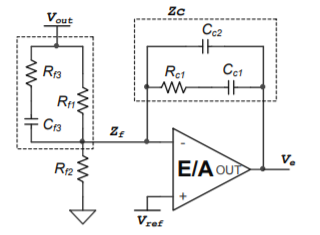 Zc
Vout
Cc2
Rf3
Rc1
Cc1
Rf1
Cf3
Zf
-
Rf2
E/A OUT
Ve
+
Vref